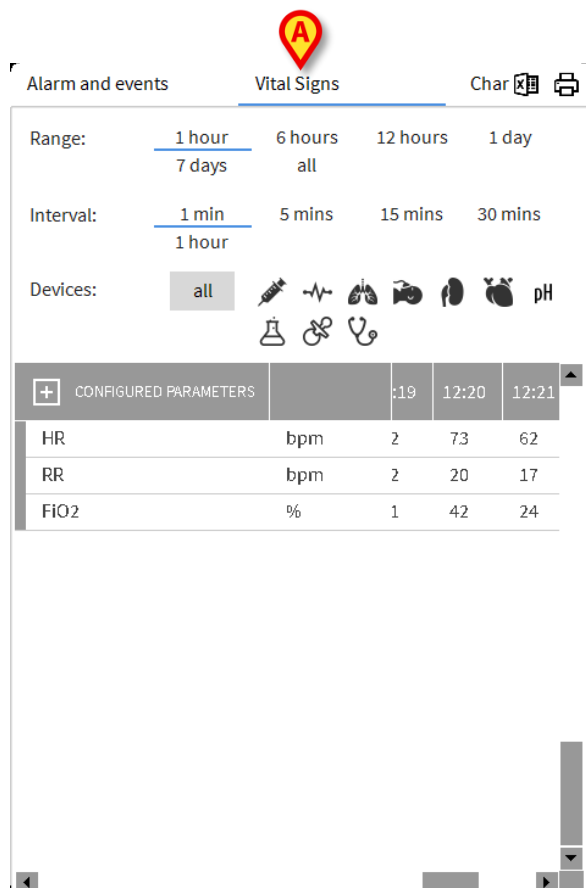 A
Alarm and events Vital Signs Char
Range: 1 hour 6 hours 12 hours 1 day
7 days all
Interval: 1 min 5 mins 15 mins 30 mins
1 hour
Devices: all pH
+ CONFIGURED PARAMETERS :19 12:20 12:21
HR bpm 2 73 62
RR bpm 2 20 17
FiO2 % 1 42 24